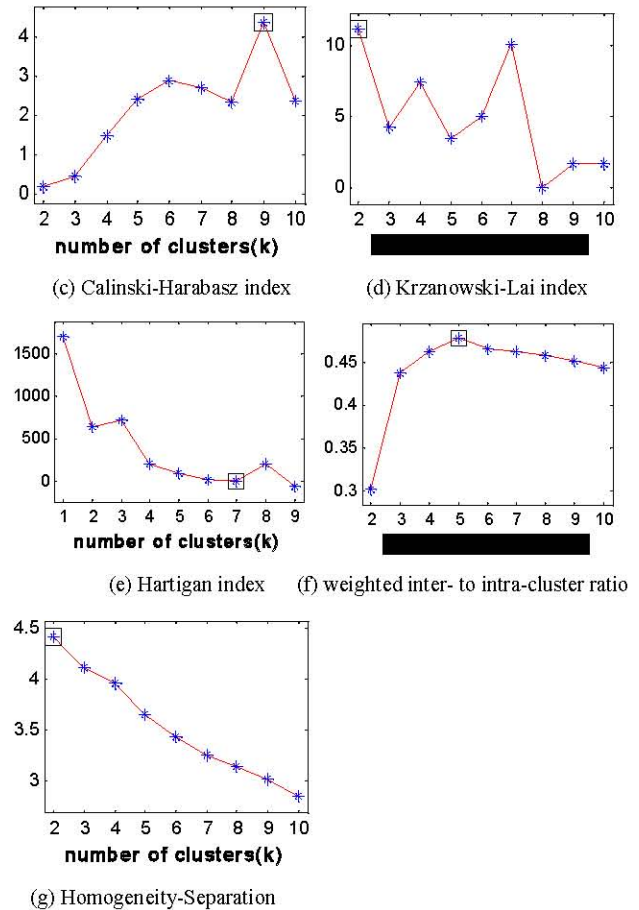 4
3
2
1
0
2 3 4 5 6 7 8 9 10
number of clusters(k)
(c) Calinski-Harabasz index
10
5
0
2 3 4 5 6 7 8 9 10
(d) Krzanowski-Lai index
1500
1000
500
0
1 2 3 4 5 6 7 8 9
number of clusters(k)
(e) Hartigan index
0.45
0.4
0.35
0.3
2 3 4 5 6 7 8 9 10
(f) weighted inter- to intra-cluster ratio
4.5
4
3.5
3
2 3 4 5 6 7 8 9 10
number of clusters(k)
(g) Homogeneity-Separation